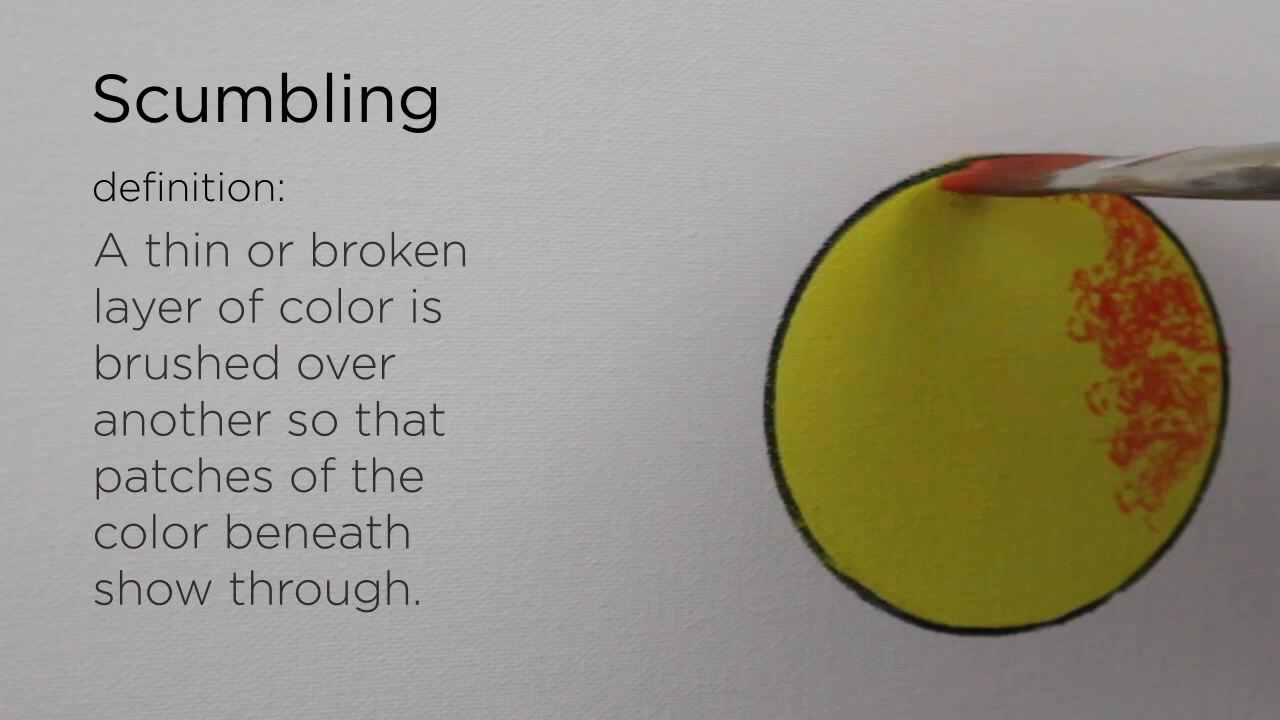 Scumbling
definition:
A thin or broken
layer of color is
brushed over
another so that
patches of the
color beneath
show through.